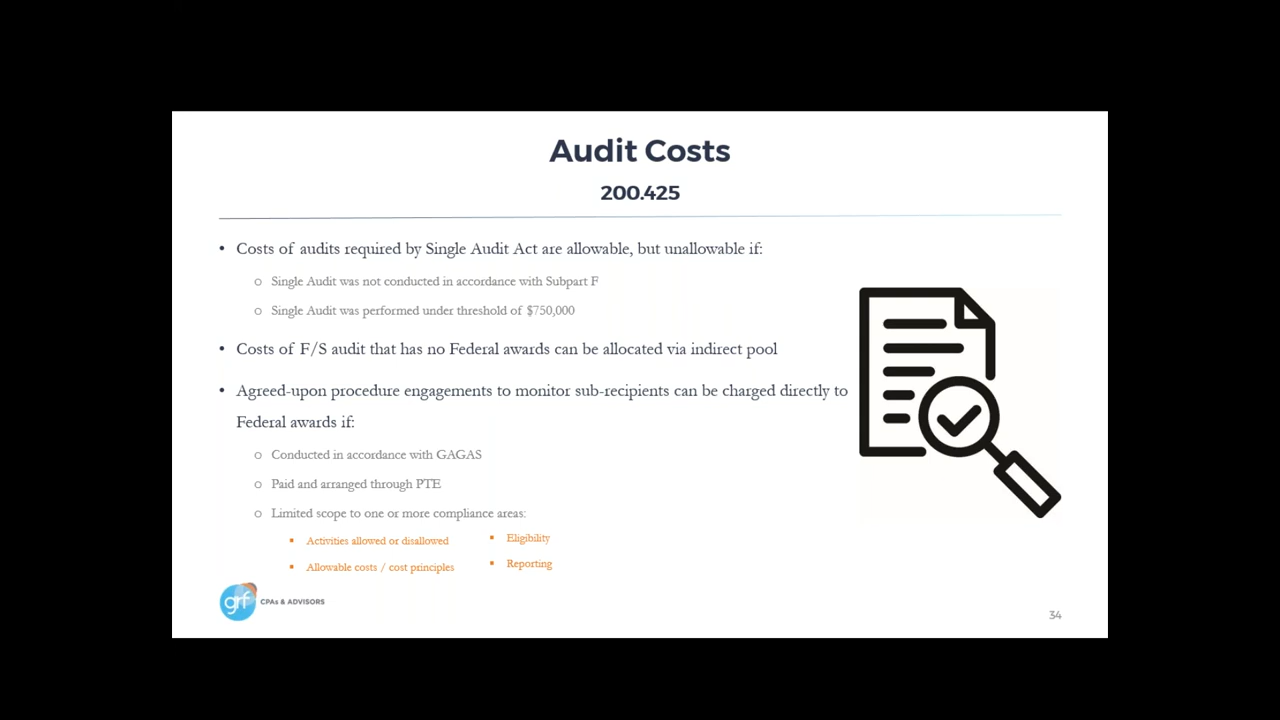 Audit Costs
200.425
• Costs of audits required by Single Audit Act are allowable, but unallowable if:
o Single Audit was not conducted in accordance with Subpart F
o Single Audit was performed under threshold of $750,000
• Costs of F/S audit that has no Federal awards can be allocated via indirect pool
• Agreed-upon procedure engagements to monitor sub-recipients can be charged directly to
Federal awards if:
o Conducted in accordance with GAGAS
o Paid and arranged through PTE
o Limited scope to one or more compliance areas:
▪ Activities allowed or disallowed
▪ Allowable costs / cost principles
▪ Eligibility
▪ Reporting
grf CPAs & ADVISORS
34